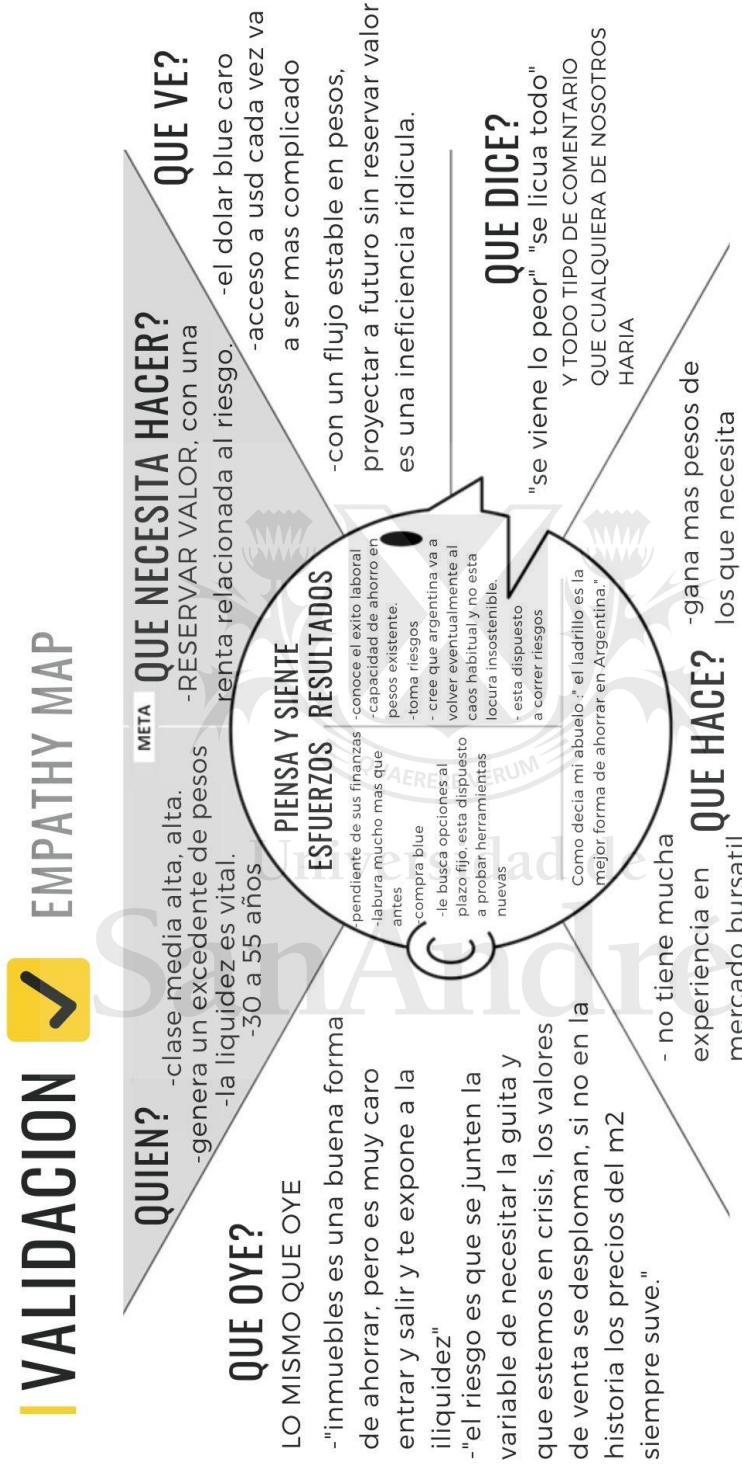 VALIDACION EMPATHY MAP
QUIEN?
-clase media alta, alta.
-genera un excedente de pesos
-la liquidez es vital.
-30 a 55 años
META
QUE NECESITA HACER?
-RESERVAR VALOR, con una
renta relacionada al riesgo.
QUE VE?
-el dolar blue caro
-acceso a usd cada vez va
a ser mas complicado
-con un flujo estable en pesos,
proyectar a futuro sin reservar valor
es una ineficiencia ridicula.
QUE OYE?
LO MISMO QUE OYE
-"inmuebles es una buena forma
de ahorrar, pero es muy caro
entrar y salir y te expone a la
iliquidez"
-"el riesgo es que se junten la
variable de necesitar la guita y
que estemos en crisis, los valores
de venta se desploman, si no en la
historia los precios del m2
siempre suve."
PIENSA Y SIENTE
ESFUERZOS
-pendiente de sus finanzas
-labura mucho mas que
antes
-compra blue
-le busca opciones al
plazo fijo, esta dispuesto
a probar herramientas
nuevas
RESULTADOS
-conoce el exito laboral
-capacidad de ahorro en
pesos existente.
-toma riesgos
- cree que argentina va a
volver eventualmente al
caos habitual y no esta
locura insostenible.
- esta dispuesto
a correr riesgos
Como decia mi abuelo :" el ladrillo es la
mejor forma de ahorrar en Argentina."
QUE DICE?
"se viene lo peor" "se licua todo"
Y TODO TIPO DE COMENTARIO
QUE CUALQUIERA DE NOSOTROS
HARIA
QUE HACE?
- no tiene mucha
experiencia en
mercado bursatil
-gana mas pesos de
los que necesita
QUAERERE VERUM
Universidad de
SanAndrés